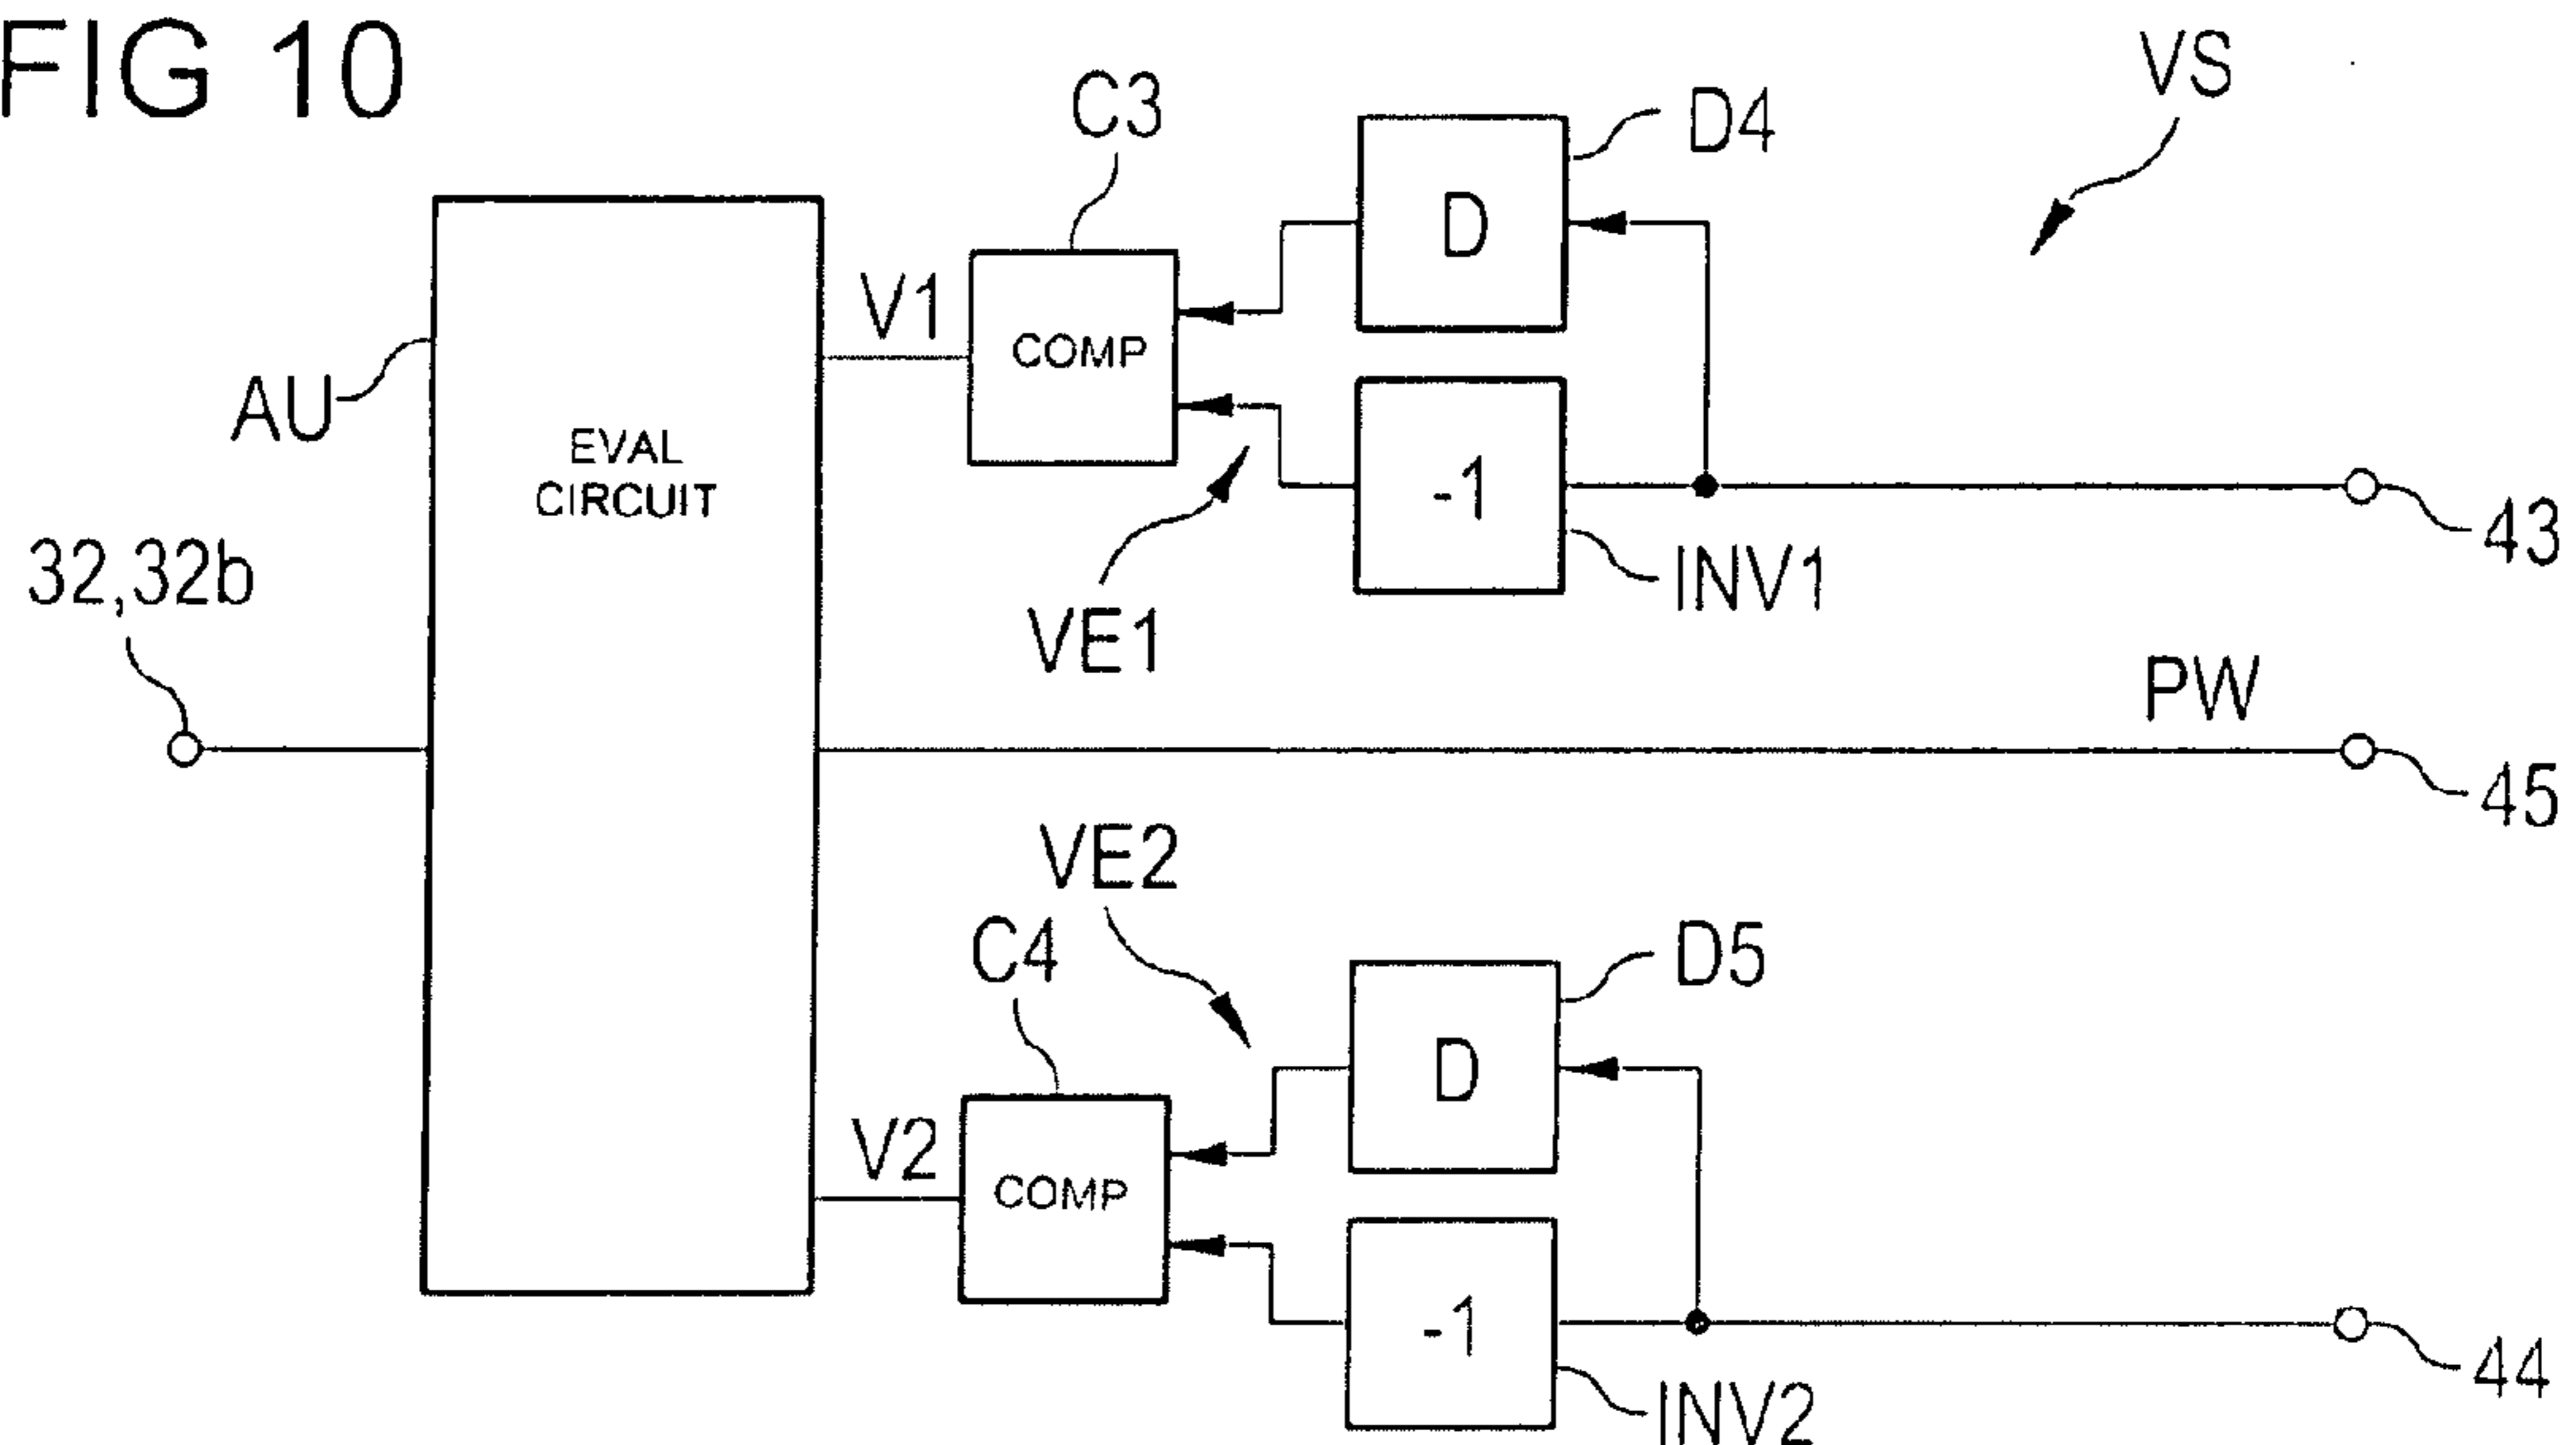 FIG 10
VS
C3
D4
D
V1
COMP
AU
EVAL
CIRCUIT
-1
43
32,32b
INV1
VE1
PW
45
VE2
C4
D5
D
V2
COMP
-1
44
INV2